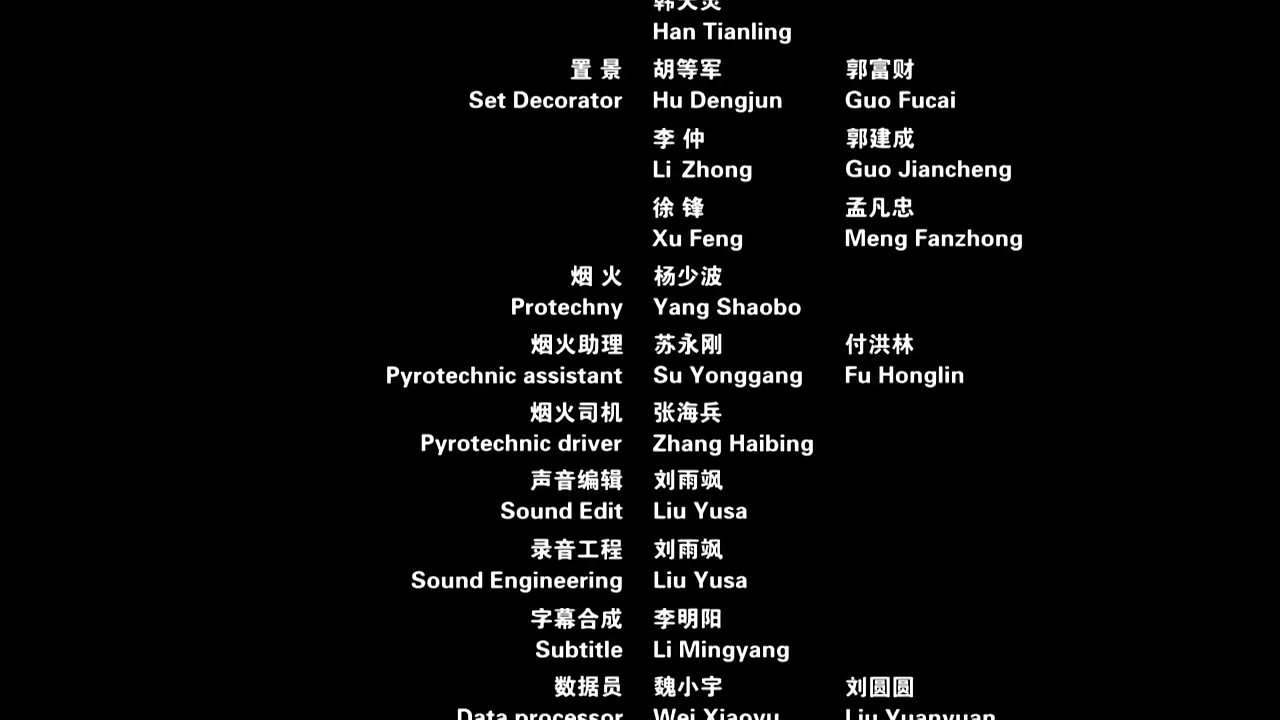 韩天灵
Han Tianling
置 景 胡等军 郭富财
Set Decorator Hu Dengjun Guo Fucai
李 仲 郭建成
Li Zhong Guo Jiancheng
徐 锋 孟凡忠
Xu Feng Meng Fanzhong
烟 火 杨少波
Protechny Yang Shaobo
烟火助理 苏永刚 付洪林
Pyrotechnic assistant Su Yonggang Fu Honglin
烟火司机 张海兵
Pyrotechnic driver Zhang Haibing
声音编辑 刘雨飒
Sound Edit Liu Yusa
录音工程 刘雨飒
Sound Engineering Liu Yusa
字幕合成 李明阳
Subtitle Li Mingyang
数据员 魏小宇 刘圆圆
Data processor Wei Xiaoyu Liu Yuanyuan